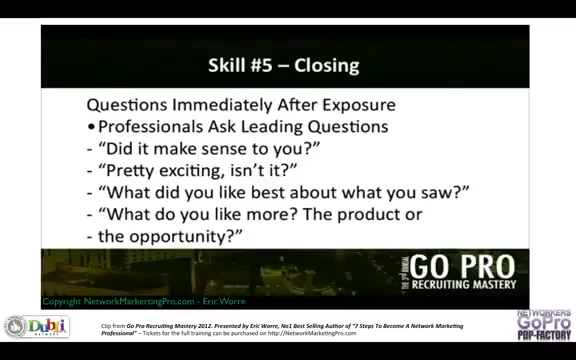 Skill #5 – Closing
Questions Immediately After Exposure
•Professionals Ask Leading Questions
- “Did it make sense to you?”
- “Pretty exciting, isn’t it?”
- “What did you like best about what you saw?”
- “What do you like more? The product or
- the opportunity?”
GO PRO
RECRUITING MASTERY
Copyright NetworkMarketingPro.com - Eric Worre
Clip from Go Pro Recruiting Mastery 2012. Presented by Eric Worre, No1 Best Selling Author of "7 Steps To Become A Network Marketing
Professional" – Tickets for the full training can be purchased on http://NetworkMarketingPro.com
Dubli
NETWORK
NETWORKERS
GoPro
PDF-FACTORY